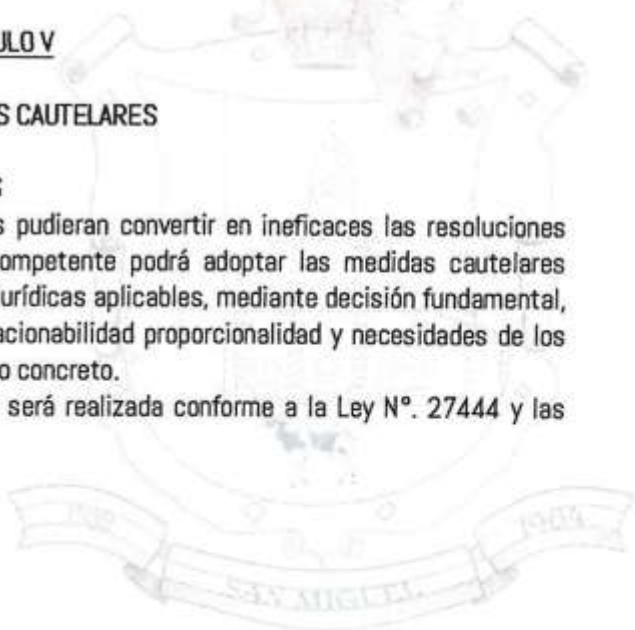 ULO V
S CAUTELARES
s pudieran convertir en ineficaces las resoluciones
ompetente podrá adoptar las medidas cautelares
urídicas aplicables, mediante decisión fundamental,
acionabilidad proporcionalidad y necesidades de los
o concreto.
será realizada conforme a la Ley N°. 27444 y las
SAN MIGUEL